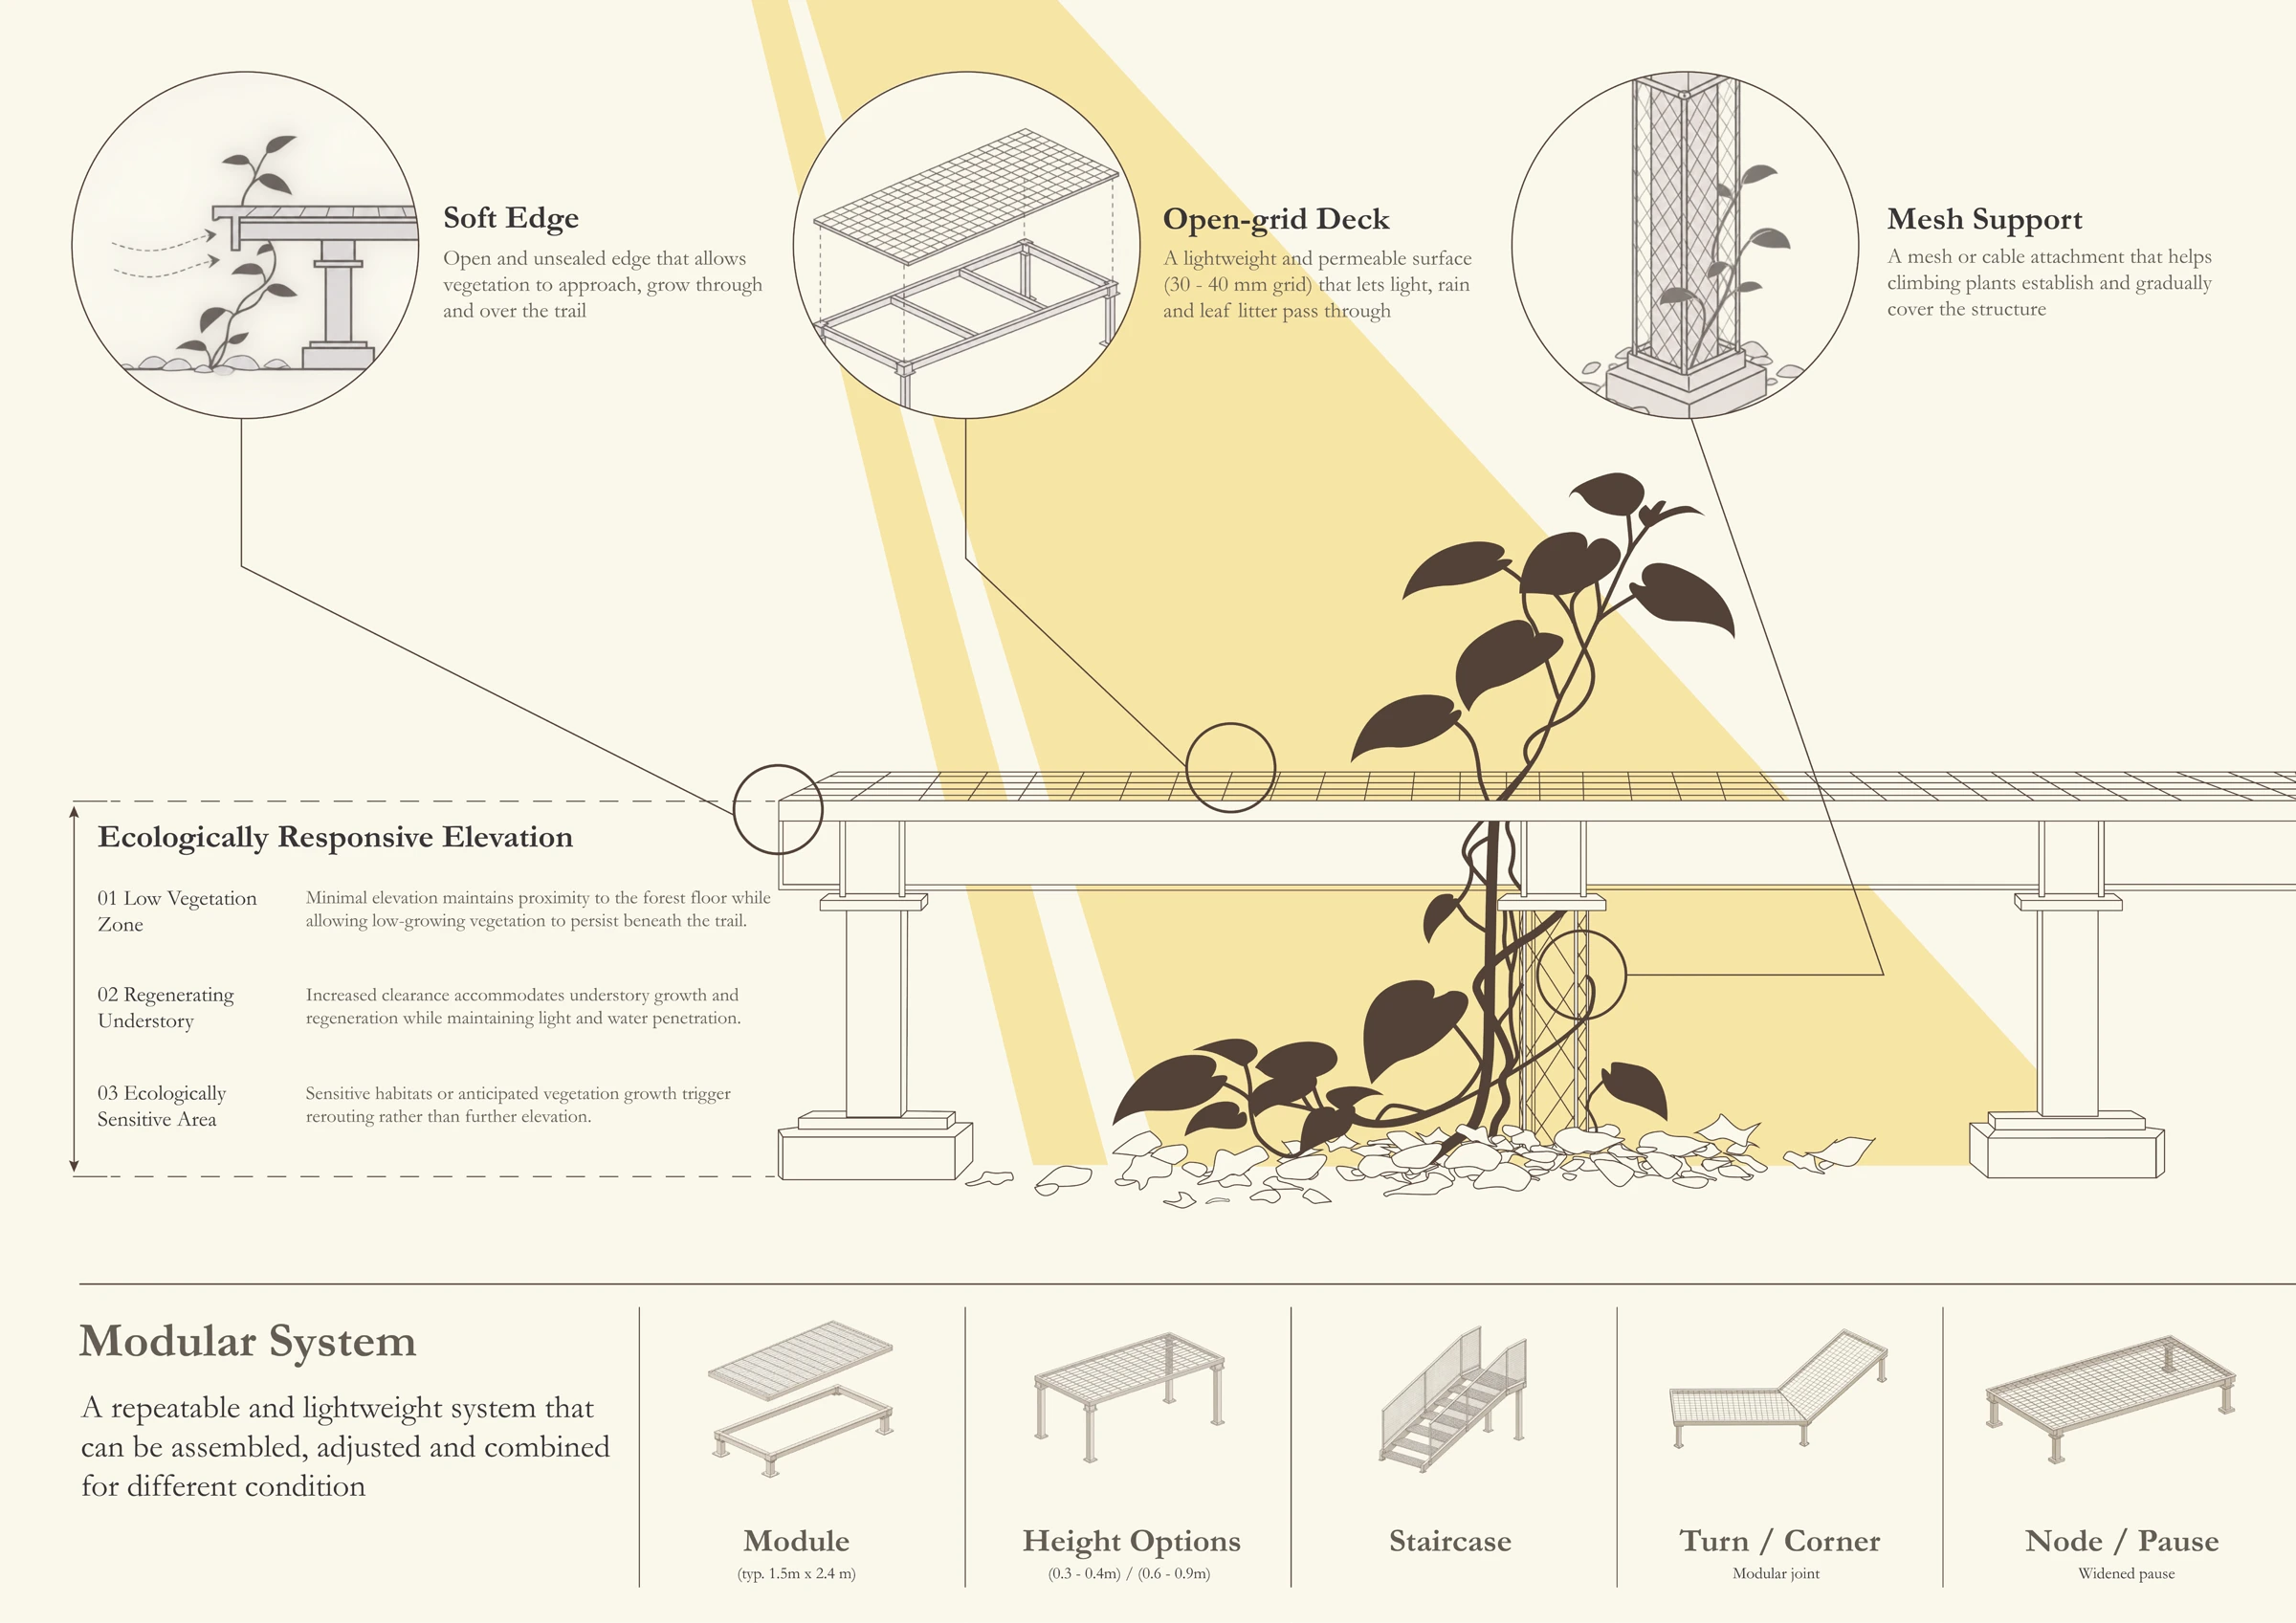 Soft Edge
Open and unsealed edge that allows
vegetation to approach, grow through
and over the trail
Open-grid Deck
A lightweight and permeable surface
(30 - 40 mm grid) that lets light, rain
and leaf litter pass through
Mesh Support
A mesh or cable attachment that helps
climbing plants establish and gradually
cover the structure
Ecologically Responsive Elevation
01 Low Vegetation
Zone
Minimal elevation maintains proximity to the forest floor while
allowing low-growing vegetation to persist beneath the trail.
02 Regenerating
Understory
Increased clearance accommodates understory growth and
regeneration while maintaining light and water penetration.
03 Ecologically
Sensitive Area
Sensitive habitats or anticipated vegetation growth trigger
rerouting rather than further elevation.
Modular System
A repeatable and lightweight system that
can be assembled, adjusted and combined
for different condition
Module
(typ. 1.5m x 2.4 m)
Height Options
(0.3 - 0.4m) / (0.6 - 0.9m)
Staircase
Turn / Corner
Modular joint
Node / Pause
Widened pause